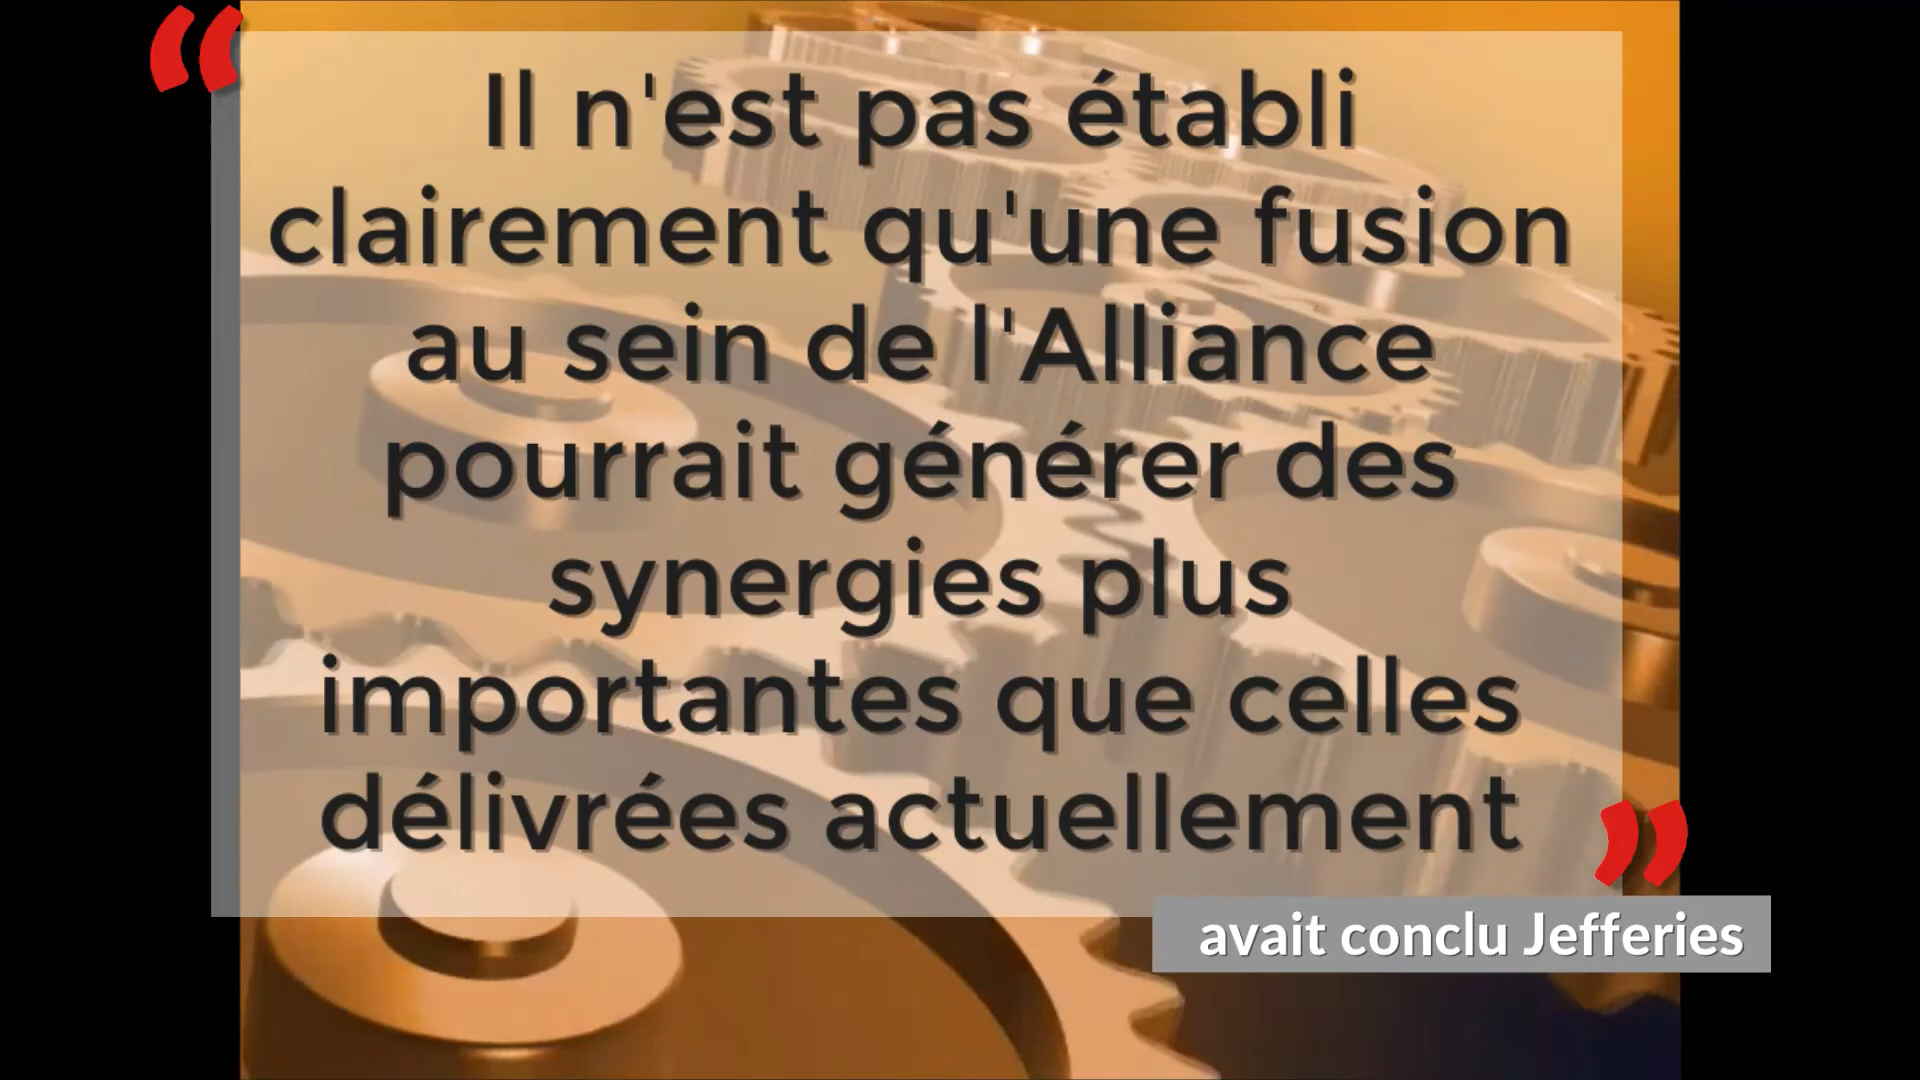 “
Il n'est pas établi
clairement qu'une fusion
au sein de l'Alliance
pourrait générer des
synergies plus
importantes que celles
délivrées actuellement
”
avait conclu Jefferies